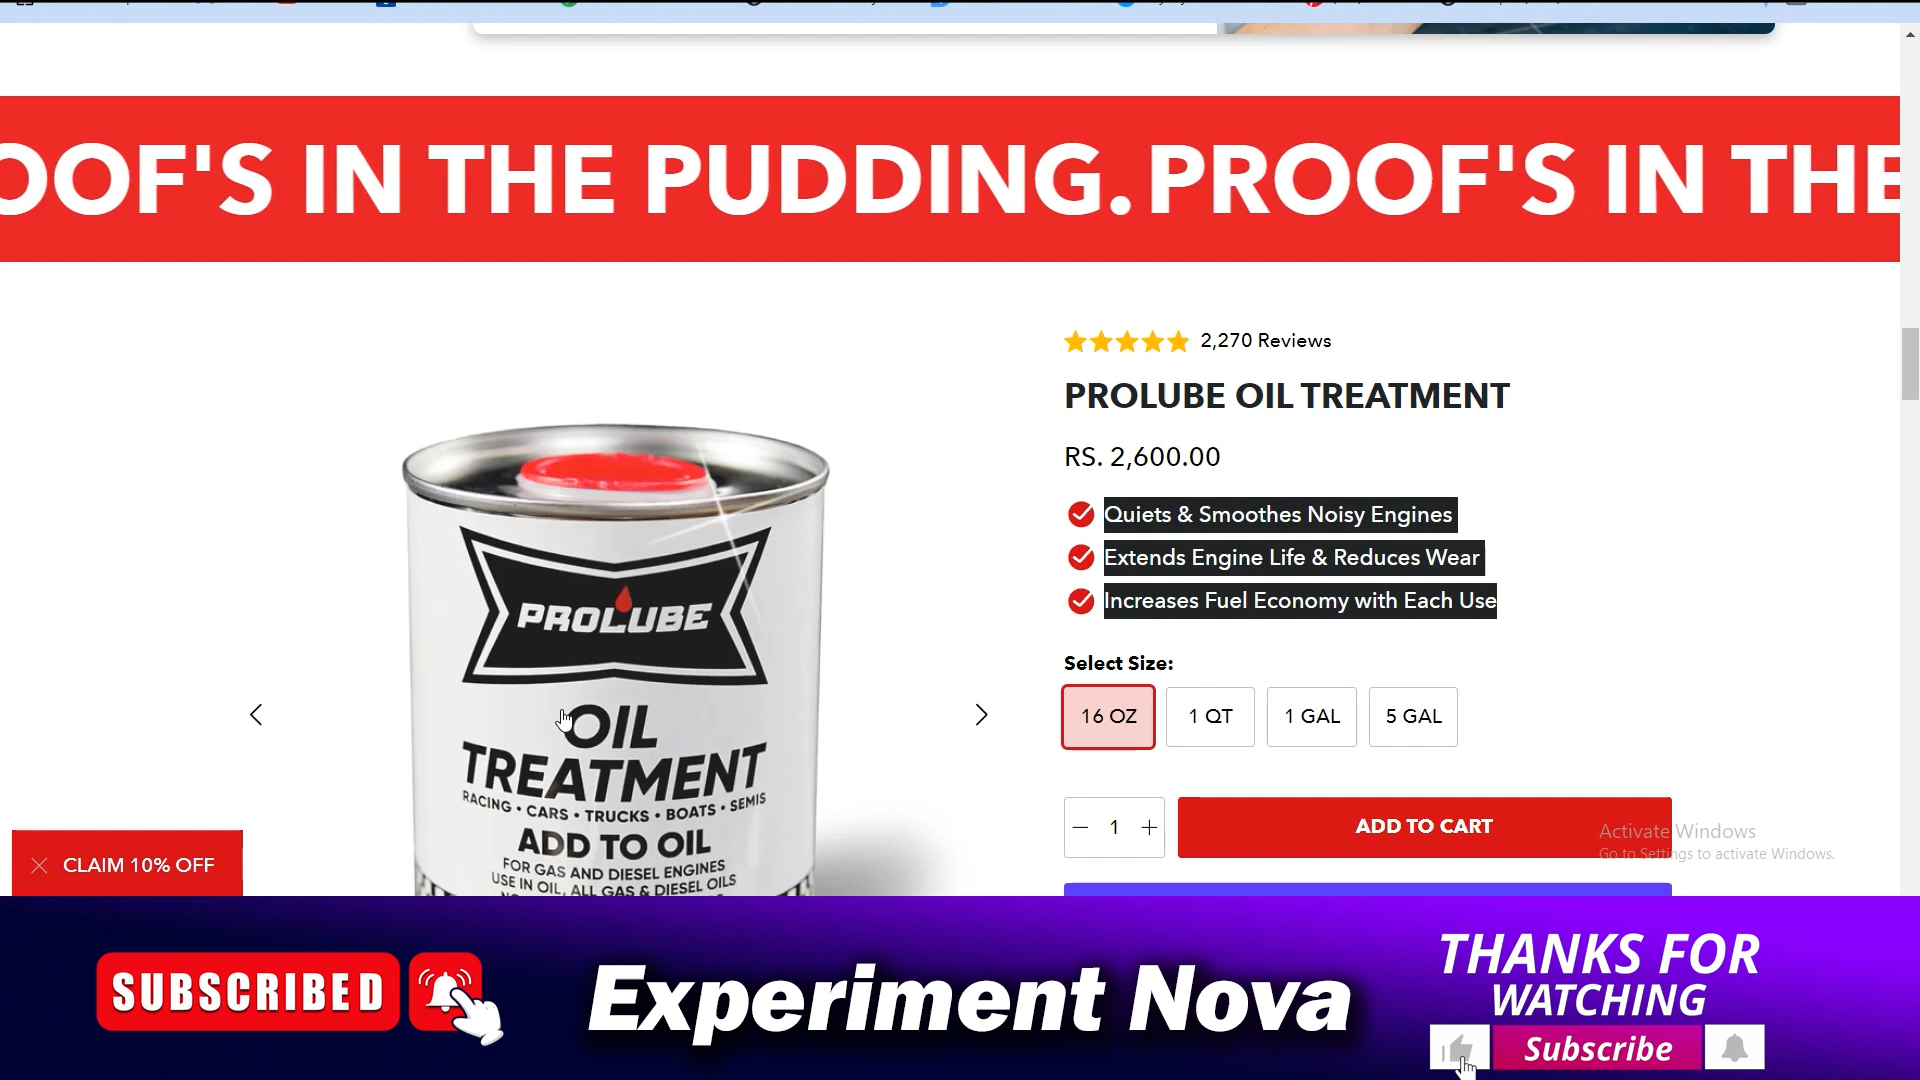 OOF'S IN THE PUDDING. PROOF'S IN THE
2,270 Reviews
PROLUBE OIL TREATMENT
RS. 2,600.00
Quiets & Smoothes Noisy Engines
Extends Engine Life & Reduces Wear
Increases Fuel Economy with Each Use
Select Size:
16 OZ
1 QT
1 GAL
5 GAL
1
ADD TO CART
Activate Windows
Go to Settings to activate Windows.
PROLUBE
OIL
TREATMENT
RACING • CARS • TRUCKS • BOATS • SEMIS
ADD TO OIL
FOR GAS AND DIESEL ENGINES
USE IN OIL, ALL GAS & DIESEL OILS
CLAIM 10% OFF
SUBSCRIBED
Experiment Nova
THANKS FOR
WATCHING
Subscribe